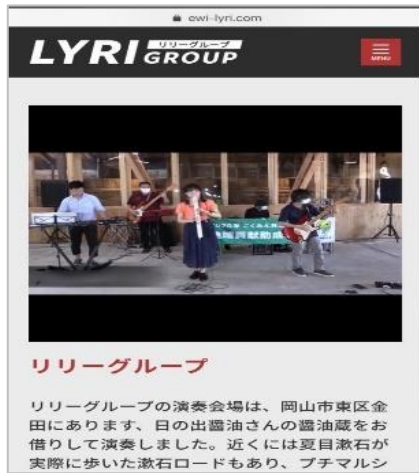 ewi-lyri.com
LYRI リリーグループ GROUP
MENU
リリーグループ
リリーグループの演奏会場は、岡山市東区金
田にあります、日の出醤油さんの醤油蔵をお
借りして演奏しました。近くには夏目漱石が
実際に歩いた漱石ロードもあり、プチマルシ